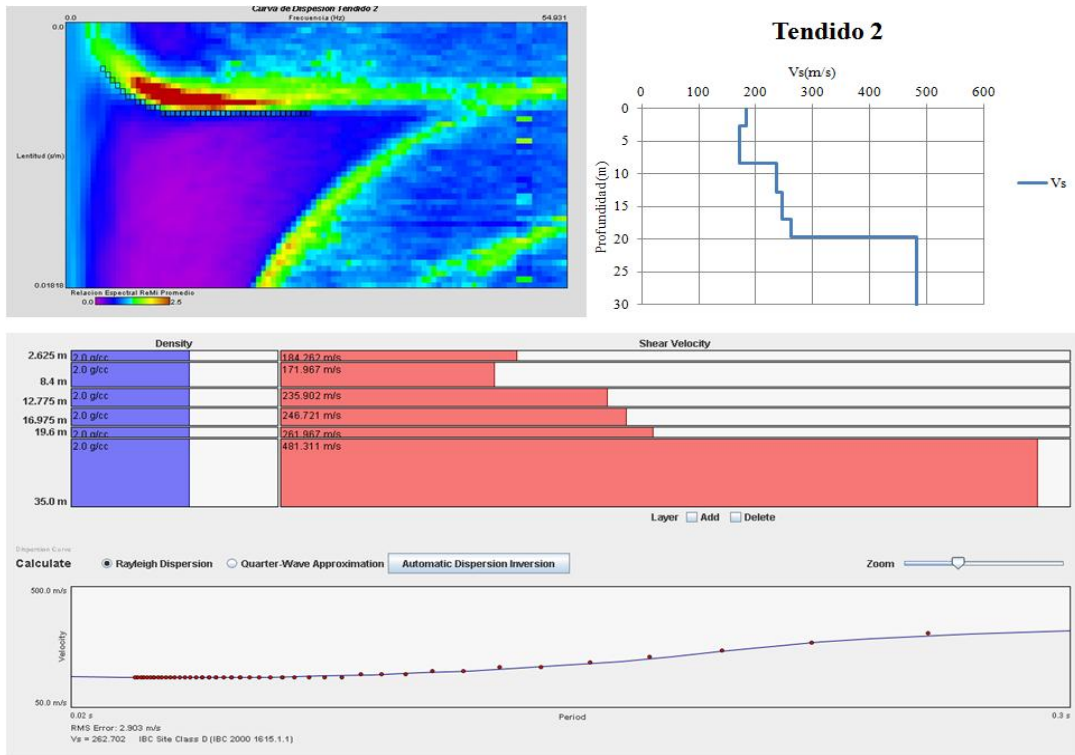 Curva de Dispesión Tendido 2
0.0 Frecuencia (Hz) 54.931
0.0
Lentitud (s/m)
0.01818
Relacion Espectral ReMi Promedio
0.0 2.5
Tendido 2
Vs(m/s)
0 100 200 300 400 500 600
0
5
10
15
20
25
30
Profundidad(m)
Vs
Density Shear Velocity
2.625 m 2.0 g/cc 184.262 m/s
8.4 m 2.0 g/cc 171.967 m/s
12.775 m 2.0 g/cc 235.902 m/s
16.975 m 2.0 g/cc 246.721 m/s
19.6 m 2.0 g/cc 261.967 m/s
35.0 m 2.0 g/cc 481.311 m/s
Layer Add Delete
Dispersion Curve
Calculate Rayleigh Dispersion Quarter-Wave Approximation Automatic Dispersion Inversion Zoom
500.0 m/s
Velocity
50.0 m/s
0.02 s Period 0.3 s
RMS Error: 2.903 m/s
Vs = 262.702 IBC Site Class D (IBC 2000 1615.1.1)